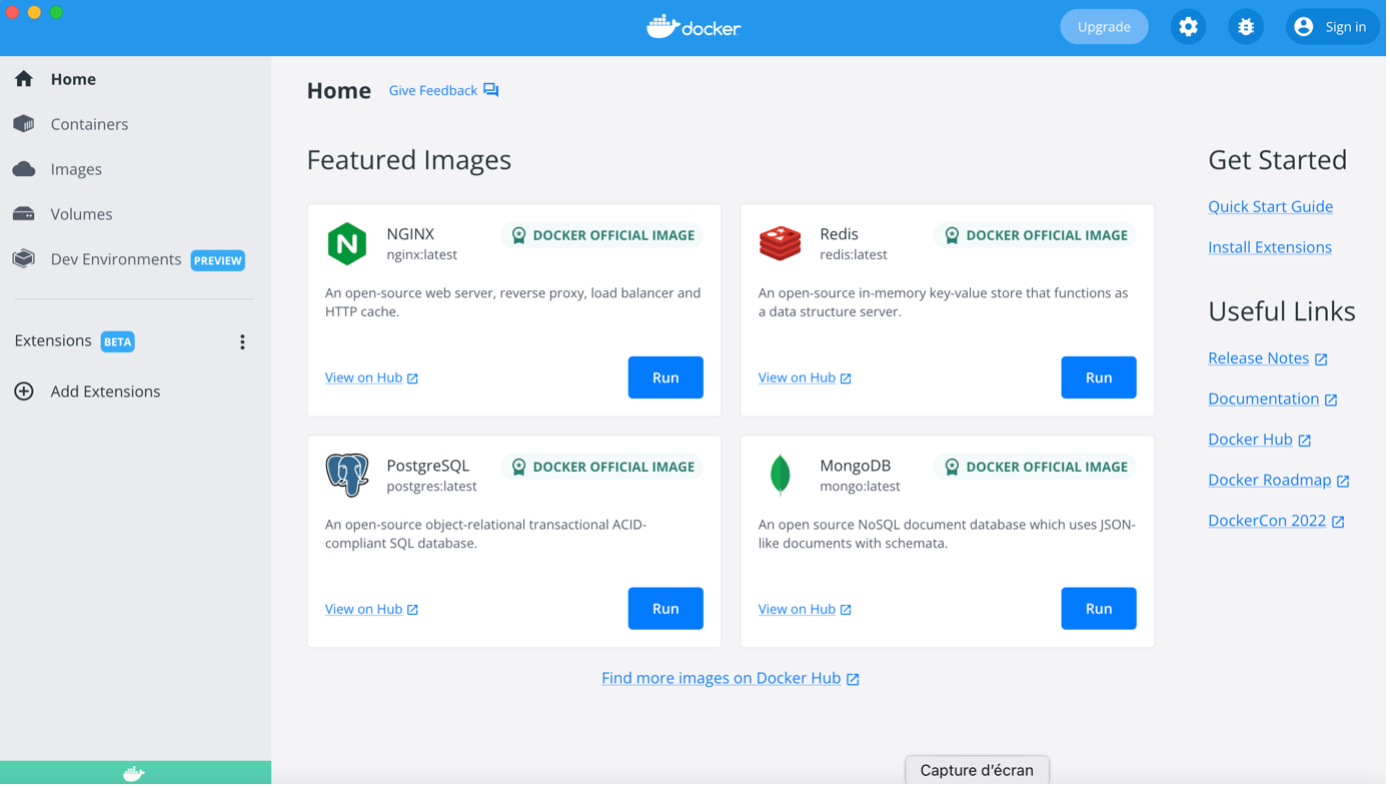 docker
Upgrade
Sign in
Home
Containers
Images
Volumes
Dev Environments PREVIEW
Extensions BETA
Add Extensions
Home Give Feedback
Featured Images
NGINX
nginx:latest
DOCKER OFFICIAL IMAGE
An open-source web server, reverse proxy, load balancer and
HTTP cache.
View on Hub
Run
Redis
redis:latest
DOCKER OFFICIAL IMAGE
An open-source in-memory key-value store that functions as
a data structure server.
View on Hub
Run
PostgreSQL
postgres:latest
DOCKER OFFICIAL IMAGE
An open-source object-relational transactional ACID-
compliant SQL database.
View on Hub
Run
MongoDB
mongo:latest
DOCKER OFFICIAL IMAGE
An open source NoSQL document database which uses JSON-
like documents with schemata.
View on Hub
Run
Find more images on Docker Hub
Get Started
Quick Start Guide
Install Extensions
Useful Links
Release Notes
Documentation
Docker Hub
Docker Roadmap
DockerCon 2022
Capture d'écran